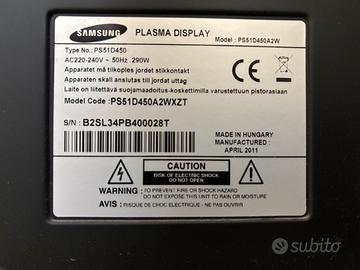 SAMSUNG PLASMA DISPLAY Model : PS51D450A2W
Type No.: PS51D450
AC220-240V ~ 50Hz 290W
Apparatet må tilkoples jordet stikkontakt
Apparaten skall anslutas till jordat uttag
Laite on liitettävä suojamaadoitus-koskettimilla varustetuun pistorasiaan
Model Code: PS51D450A2WXZT
S/N : B2SL34PB400028T
MADE IN HUNGARY
MANUFACTURED :
APRIL 2011
CAUTION
RISK OF ELECTRIC SHOCK
DO NOT OPEN
WARNING : TO PREVENT FIRE OR SHOCK HAZARD,
DO NOT EXPOSE THIS UNIT TO RAIN OR MOISTURE
AVIS : RISQUE DE CHOC ELECTRIQUE - NE PAS OUVRIR
subito